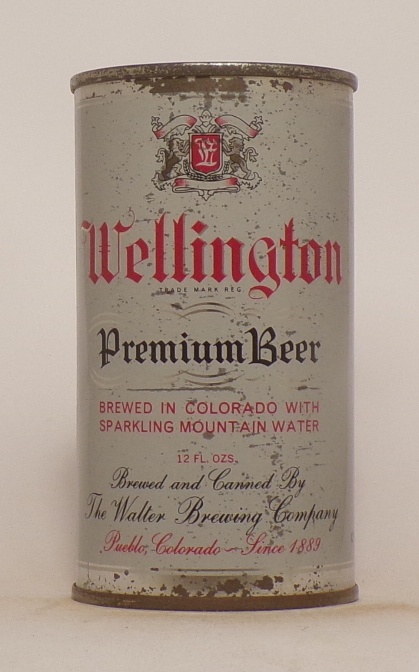 W
Wellington
TRADE MARK REG.
Premium Beer
BREWED IN COLORADO WITH
SPARKLING MOUNTAIN WATER
12 FL. OZS.
Brewed and Canned By
The Walter Brewing Company
Pueblo, Colorado - Since 1889